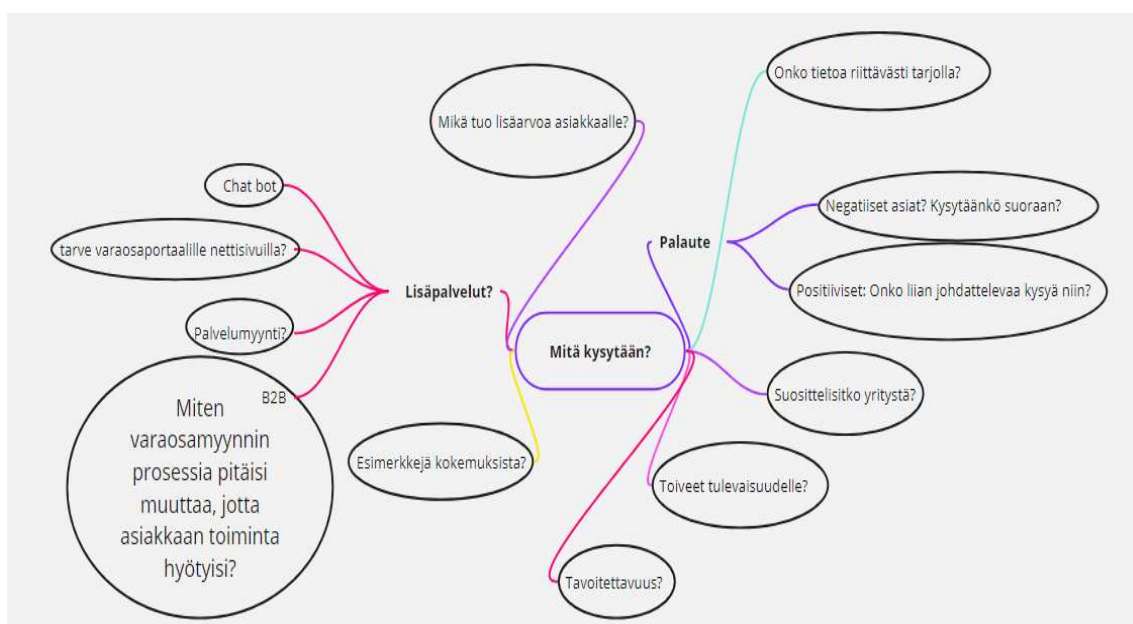 Onko tietoa riittävästi tarjolla?
Mikä tuo lisäarvoa asiakkaalle?
Chat bot
Negatiiset asiat? Kysytäänkö suoraan?
tarve varaosaportaalille nettisivuilla?
Palaute
Lisäpalvelut?
Positiiviset: Onko liian johdattelevaa kysyä niin?
Palvelumyynti?
Mitä kysytään?
B2B
Miten
varaosamyynnin
prosessia pitäisi
muuttaa, jotta
asiakkaan toiminta
hyötyisi?
Suosittelisitko yritystä?
Esimerkkejä kokemuksista?
Toiveet tulevaisuudelle?
Tavoitettavuus?